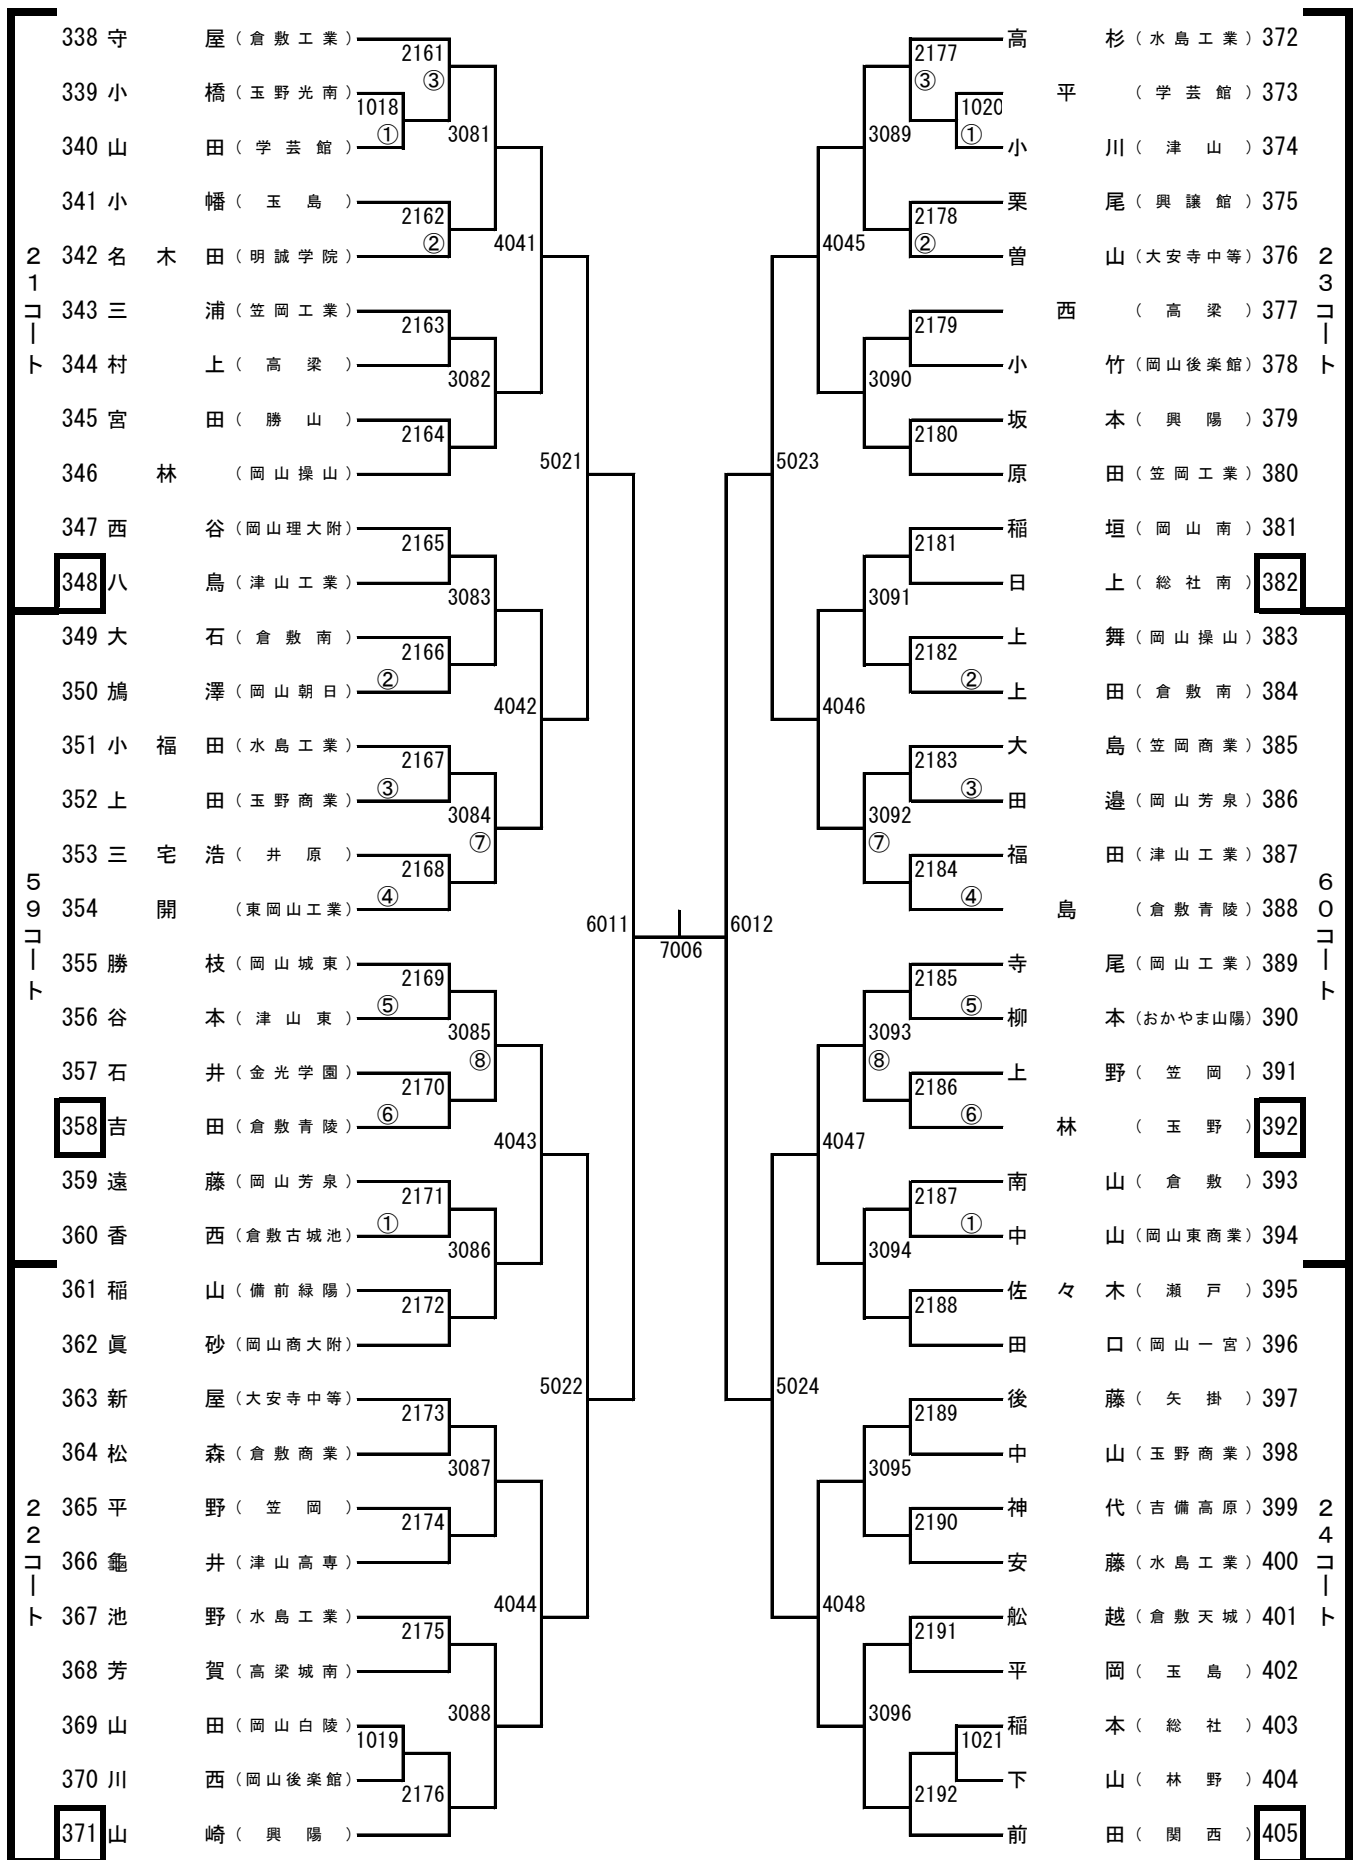 338 守屋 (倉敷工業)
2161
③
339 小橋 (玉野光南)
1018
①
3081
340 山田 (学芸館)
341 小幡 (玉島)
2162
②
4041
342 名木田 (明誠学院)
343 三浦 (笠岡工業)
2163
344 村上 (高梁)
3082
345 宮田 (勝山)
2164
5021
346 林 (岡山操山)
347 西谷 (岡山理大附)
2165
348 八鳥 (津山工業)
3083
349 大石 (倉敷南)
2166
②
350 鳩澤 (岡山朝日)
4042
351 小福田 (水島工業)
2167
③
352 上田 (玉野商業)
3084
⑦
353 三宅浩 (井原)
2168
④
354 開 (東岡山工業)
6011
355 勝枝 (岡山城東)
2169
⑤
356 谷本 (津山東)
3085
⑧
357 石井 (金光学園)
2170
⑥
358 吉田 (倉敷青陵)
4043
359 遠藤 (岡山芳泉)
2171
①
360 香西 (倉敷古城池)
3086
361 稲山 (備前緑陽)
2172
362 眞砂 (岡山商大附)
5022
363 新屋 (大安寺中等)
2173
364 松森 (倉敷商業)
3087
365 平野 (笠岡)
2174
366 龜井 (津山高専)
4044
367 池野 (水島工業)
2175
368 芳賀 (高梁城南)
3088
369 山田 (岡山白陵)
1019
370 川西 (岡山後楽館)
2176
371 山崎 (興陽)
21コート
59コート
22コート
7006
高杉 (水島工業) 372
2177
③
平 (学芸館) 373
1020
①
3089
小川 (津山) 374
栗尾 (興譲館) 375
2178
②
4045
曽山 (大安寺中等) 376
西 (高梁) 377
2179
小竹 (岡山後楽館) 378
3090
坂本 (興陽) 379
2180
5023
原田 (笠岡工業) 380
稲垣 (岡山南) 381
2181
日上 (総社南) 382
3091
上舞 (岡山操山) 383
2182
②
上田 (倉敷南) 384
4046
大島 (笠岡商業) 385
2183
③
田邉 (岡山芳泉) 386
3092
⑦
福田 (津山工業) 387
2184
④
島 (倉敷青陵) 388
6012
寺尾 (岡山工業) 389
2185
⑤
柳本 (おかやま山陽) 390
3093
⑧
上野 (笠岡) 391
2186
⑥
林 (玉野) 392
4047
南山 (倉敷) 393
2187
①
中山 (岡山東商業) 394
3094
佐々木 (瀬戸) 395
2188
田口 (岡山一宮) 396
5024
後藤 (矢掛) 397
2189
中山 (玉野商業) 398
3095
神代 (吉備高原) 399
2190
安藤 (水島工業) 400
4048
舩越 (倉敷天城) 401
2191
平岡 (玉島) 402
3096
稲本 (総社) 403
1021
下山 (林野) 404
2192
前田 (関西) 405
23コート
60コート
24コート